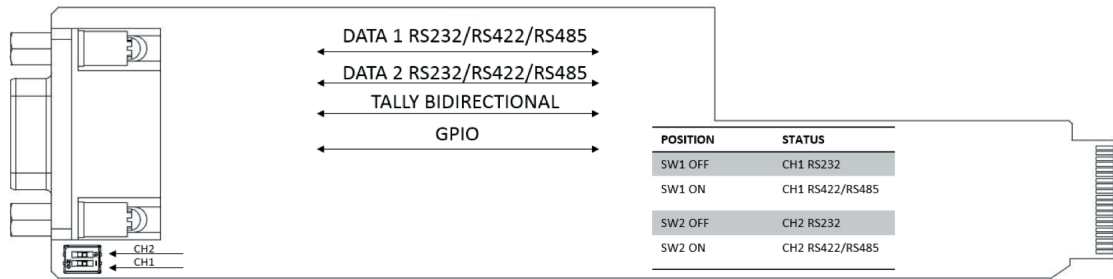 DATA 1 RS232/RS422/RS485
DATA 2 RS232/RS422/RS485
TALLY BIDIRECTIONAL
GPIO
POSITION STATUS
SW1 OFF CH1 RS232
SW1 ON CH1 RS422/RS485
SW2 OFF CH2 RS232
SW2 ON CH2 RS422/RS485
CH2
CH1